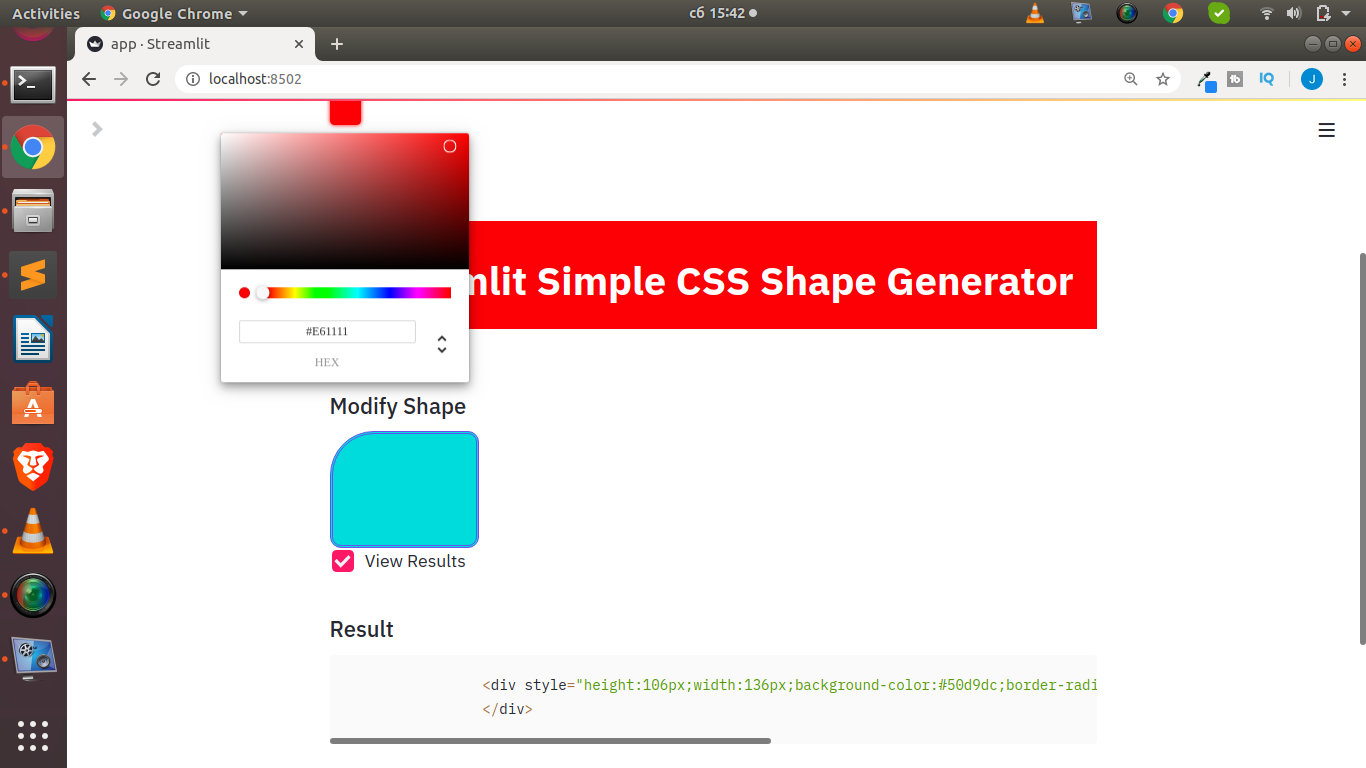 Activities
Google Chrome
сб 15:42
app · Streamlit
localhost:8502
IQ
J
mlit Simple CSS Shape Generator
#E61111
HEX
Modify Shape
View Results
Result
<div style="height:106px;width:136px;background-color:#50d9dc;border-radi
</div>